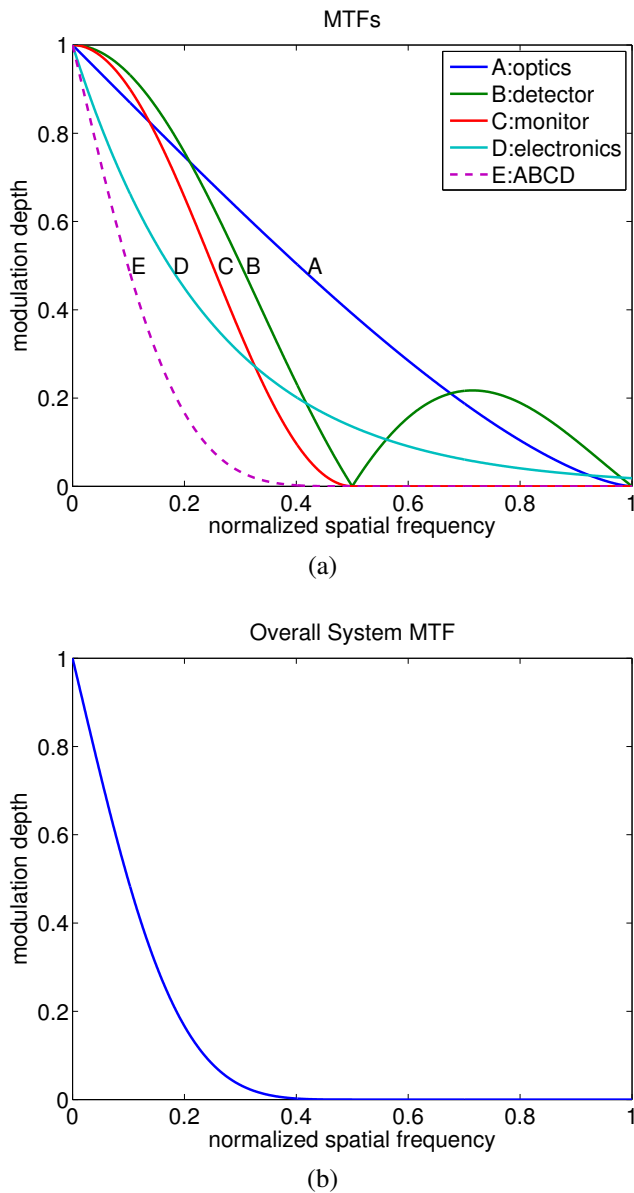 MTFs
1
0.8
0.6
0.4
0.2
0
modulation depth
A:optics
B:detector
C:monitor
D:electronics
E:ABCD
E D C B A
0 0.2 0.4 0.6 0.8 1
normalized spatial frequency
(a)
Overall System MTF
1
0.8
0.6
0.4
0.2
0
modulation depth
0 0.2 0.4 0.6 0.8 1
normalized spatial frequency
(b)